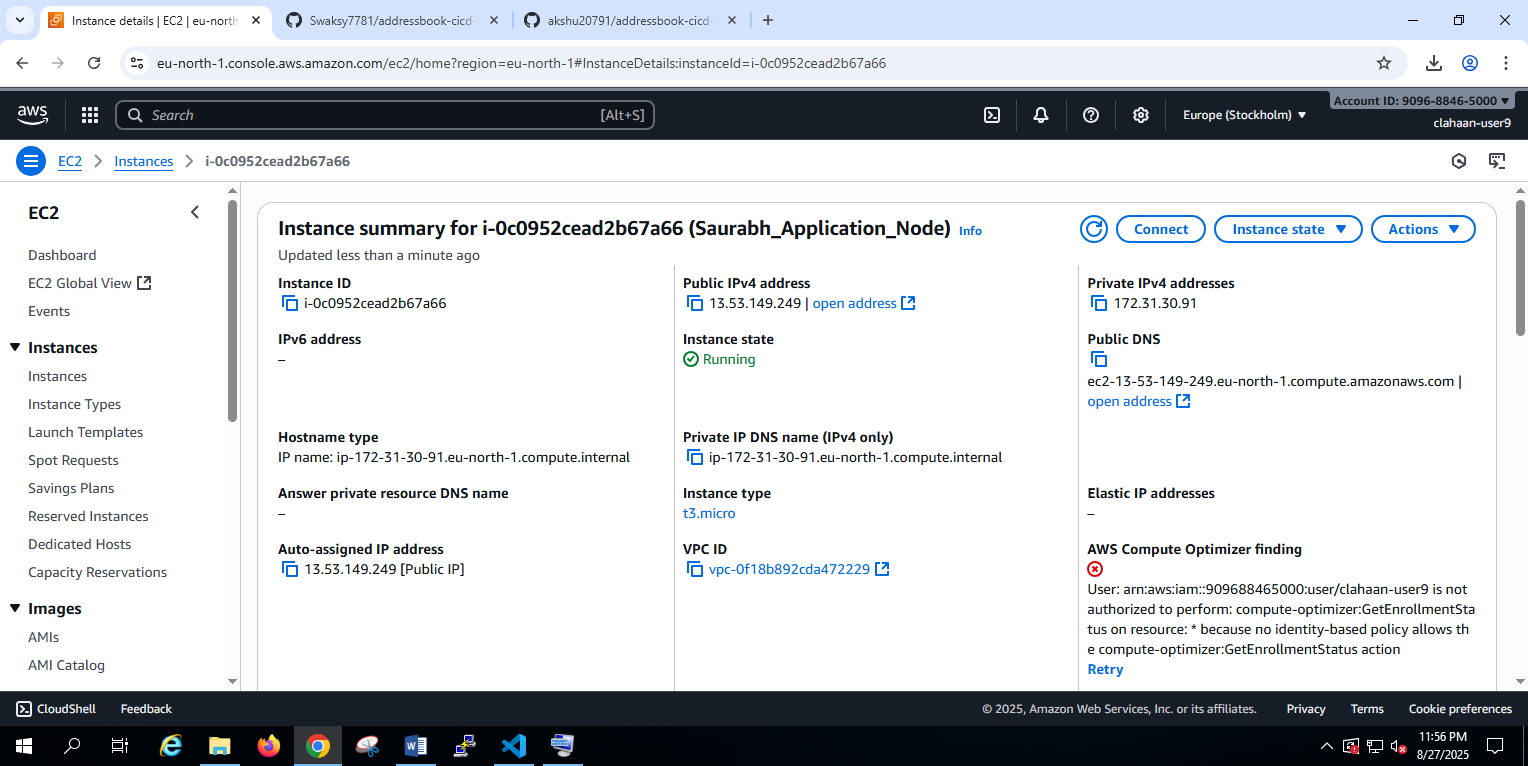 Instance details | EC2 | eu-north
Swaksy7781/addressbook-cicd-
akshu20791/addressbook-cicd-
eu-north-1.console.aws.amazon.com/ec2/home?region=eu-north-1#InstanceDetails:instanceId=i-0c0952cead2b67a66
aws
Search
[Alt+S]
Europe (Stockholm)
Account ID: 9096-8846-5000
clahaan-user9
EC2
Instances
i-0c0952cead2b67a66
EC2
Dashboard
EC2 Global View
Events
Instances
Instances
Instance Types
Launch Templates
Spot Requests
Savings Plans
Reserved Instances
Dedicated Hosts
Capacity Reservations
Images
AMIs
AMI Catalog
Instance summary for i-0c0952cead2b67a66 (Saurabh_Application_Node) Info
Updated less than a minute ago
Connect
Instance state
Actions
Instance ID
i-0c0952cead2b67a66
Public IPv4 address
13.53.149.249 | open address
Private IPv4 addresses
172.31.30.91
IPv6 address
–
Instance state
Running
Public DNS
ec2-13-53-149-249.eu-north-1.compute.amazonaws.com |
open address
Hostname type
IP name: ip-172-31-30-91.eu-north-1.compute.internal
Private IP DNS name (IPv4 only)
ip-172-31-30-91.eu-north-1.compute.internal
Answer private resource DNS name
–
Instance type
t3.micro
Elastic IP addresses
–
Auto-assigned IP address
13.53.149.249 [Public IP]
VPC ID
vpc-0f18b892cda472229
AWS Compute Optimizer finding
User: arn:aws:iam::909688465000:user/clahaan-user9 is not
authorized to perform: compute-optimizer:GetEnrollmentSta
tus on resource: * because no identity-based policy allows th
e compute-optimizer:GetEnrollmentStatus action
Retry
CloudShell
Feedback
© 2025, Amazon Web Services, Inc. or its affiliates.
Privacy
Terms
Cookie preferences
11:56 PM
8/27/2025